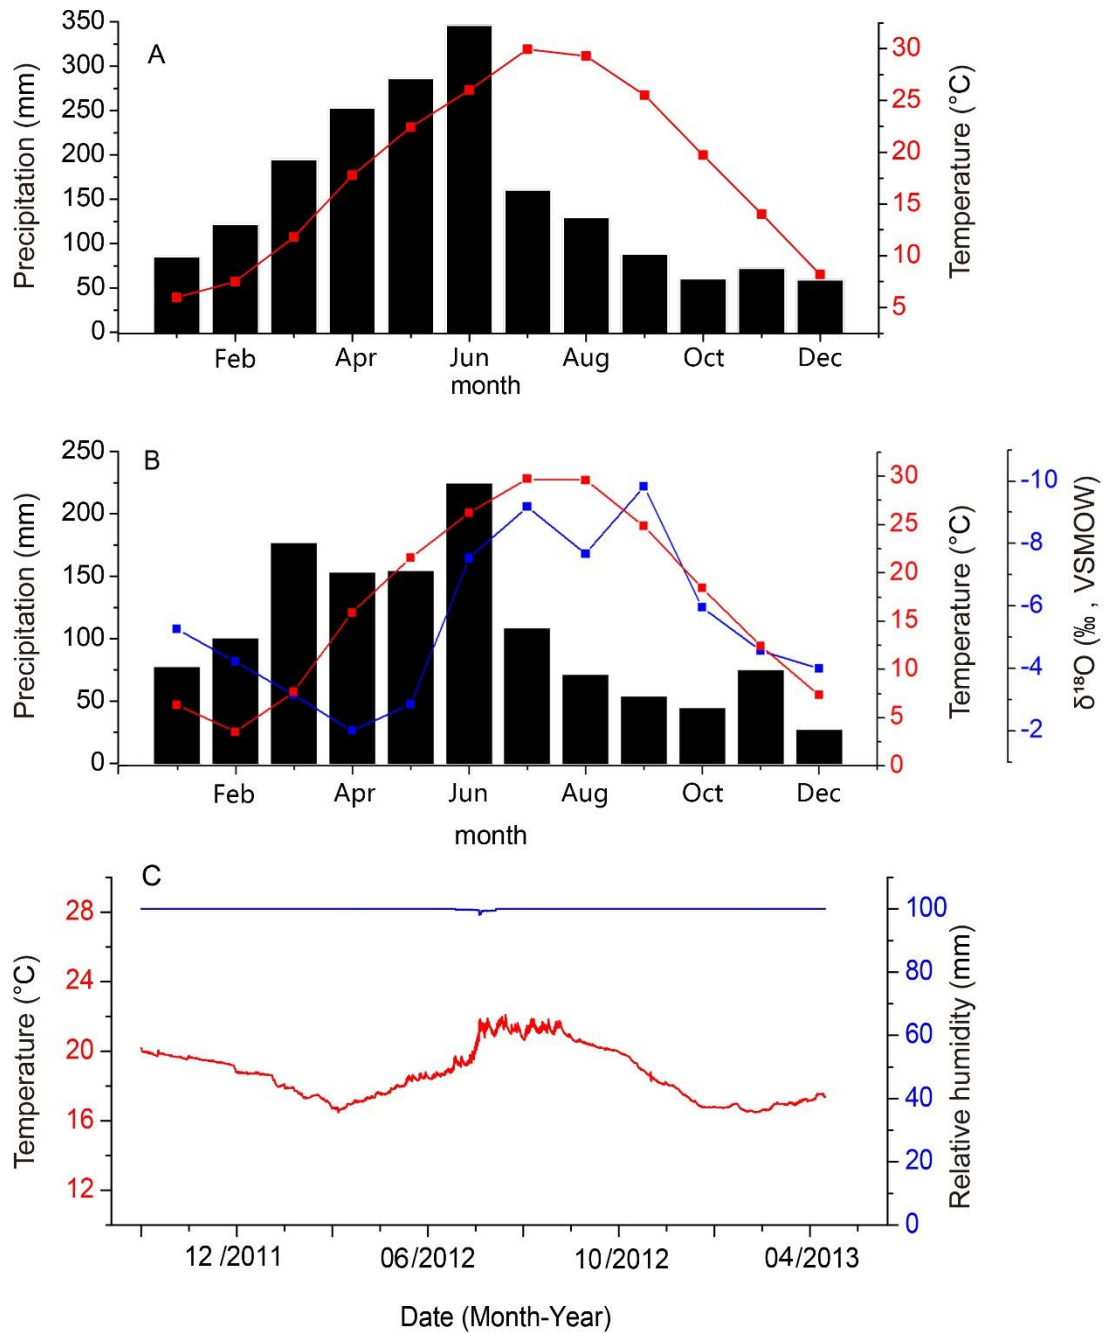 A
Precipitation (mm)
350
300
250
200
150
100
50
0
Temperature (°C)
30
25
20
15
10
5
Feb Apr Jun Aug Oct Dec
month
B
Precipitation (mm)
250
200
150
100
50
0
Temperature (°C)
30
25
20
15
10
5
0
δ¹⁸O (‰ , VSMOW)
-10
-8
-6
-4
-2
Feb Apr Jun Aug Oct Dec
month
C
Temperature (°C)
28
24
20
16
12
Relative humidity (mm)
100
80
60
40
20
0
12 /2011 06/2012 10/2012 04/2013
Date (Month-Year)